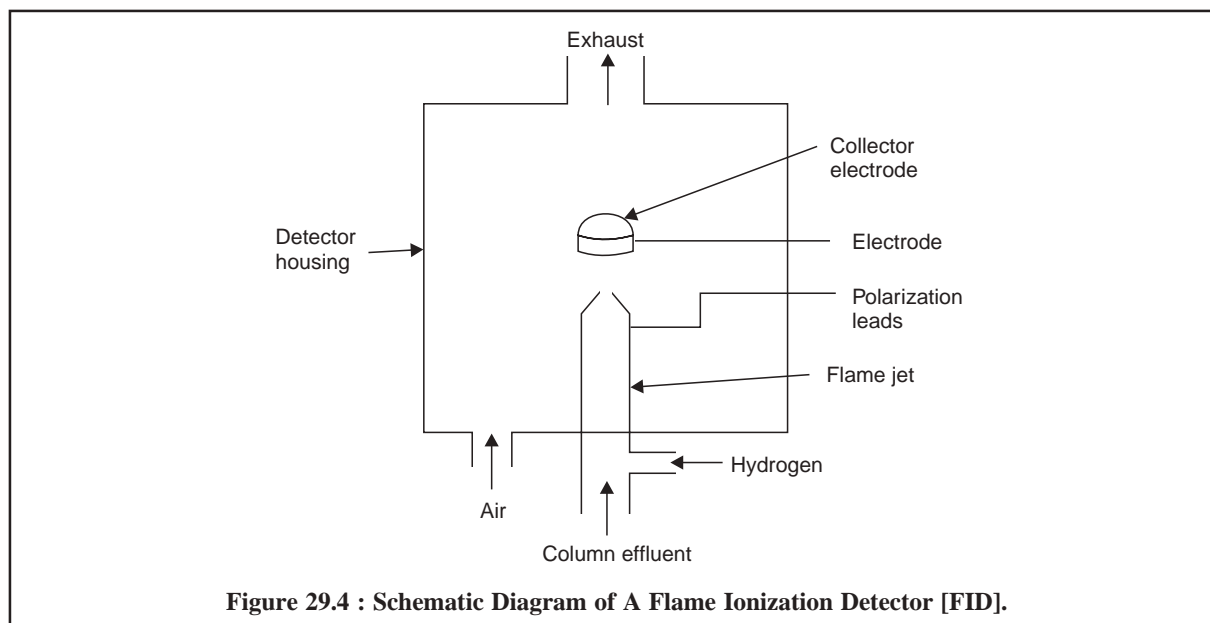 Exhaust
Collector
electrode
Detector
housing
Electrode
Polarization
leads
Flame jet
Hydrogen
Air
Column effluent
Figure 29.4 : Schematic Diagram of A Flame Ionization Detector [FID].